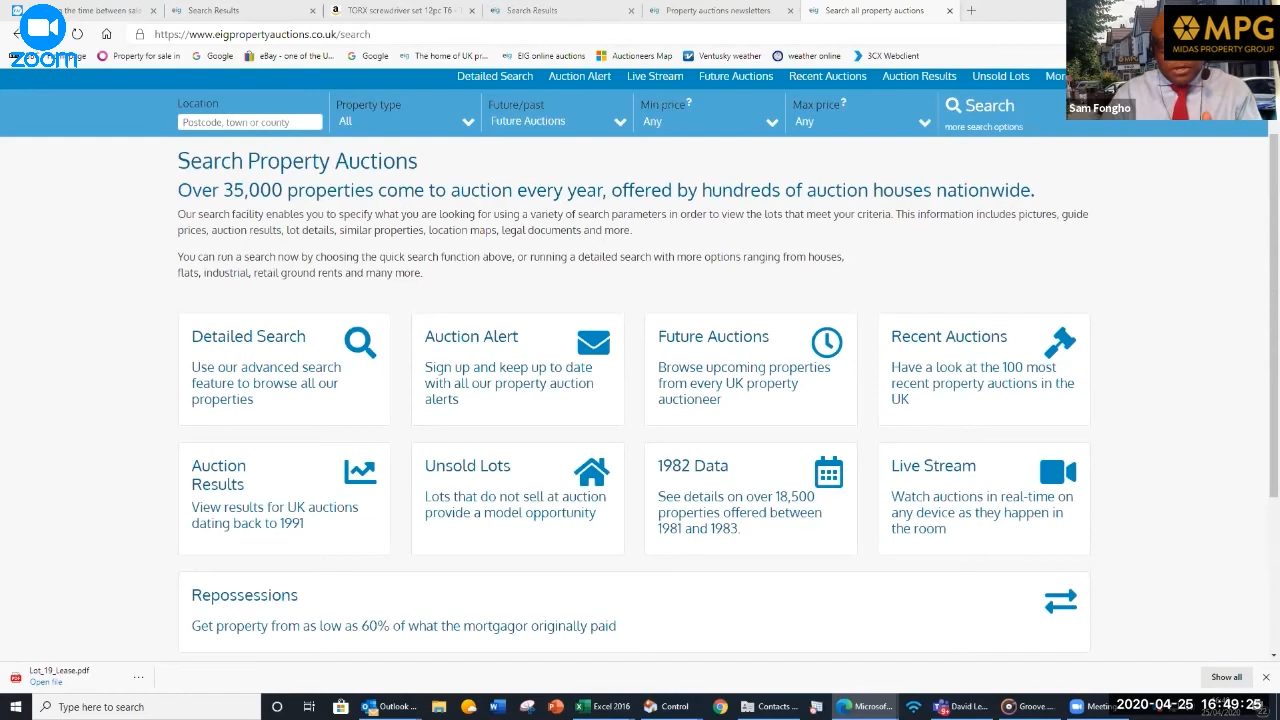 ng the time between sale
Search Results
TORX screwdriver set 12pc T6 -
Search Results
Property auctions newsletters
Search all property auctions
zoom
https://www.eigpropertyauctions.co.uk/search
Property for sale in
Google
eBay - one of the U...
Google
The home of UK pr...
EIG online auctions
Auctioneers Map
Ventusky weather
weather online
3CX Webclient
MPG
MIDAS PROPERTY GROUP
Sam Fongho
Detailed Search
Auction Alert
Live Stream
Future Auctions
Recent Auctions
Auction Results
Unsold Lots
Mor
Location
Postcode, town or county
Property type
All
Future/past
Future Auctions
Min price?
Any
Max price?
Any
Search
more search options
Search Property Auctions
Over 35,000 properties come to auction every year, offered by hundreds of auction houses nationwide.
Our search facility enables you to specify what you are looking for using a variety of search parameters in order to view the lots that meet your criteria. This information includes pictures, guide
prices, auction results, lot details, similar properties, location maps, legal documents and more.
You can run a search now by choosing the quick search function above, or running a detailed search with more options ranging from houses,
flats, industrial, retail ground rents and many more.
Detailed Search
Use our advanced search
feature to browse all our
properties
Auction Alert
Sign up and keep up to date
with all our property auction
alerts
Future Auctions
Browse upcoming properties
from every UK property
auctioneer
Recent Auctions
Have a look at the 100 most
recent property auctions in the
UK
Auction
Results
View results for UK auctions
dating back to 1991
Unsold Lots
Lots that do not sell at auction
provide a model opportunity
1982 Data
See details on over 18,500
properties offered between
1981 and 1983.
Live Stream
Watch auctions in real-time on
any device as they happen in
the room
Repossessions
Get property from as low as 60% of what the mortgagor originally paid
Lot_19_Lease.pdf
Open file
Show all
Type here to search
Outlook ...
Excel 2016
Control
Contacts ...
Microsof...
David Le...
Groove ...
Meeting
2020-04-25 16:49:25